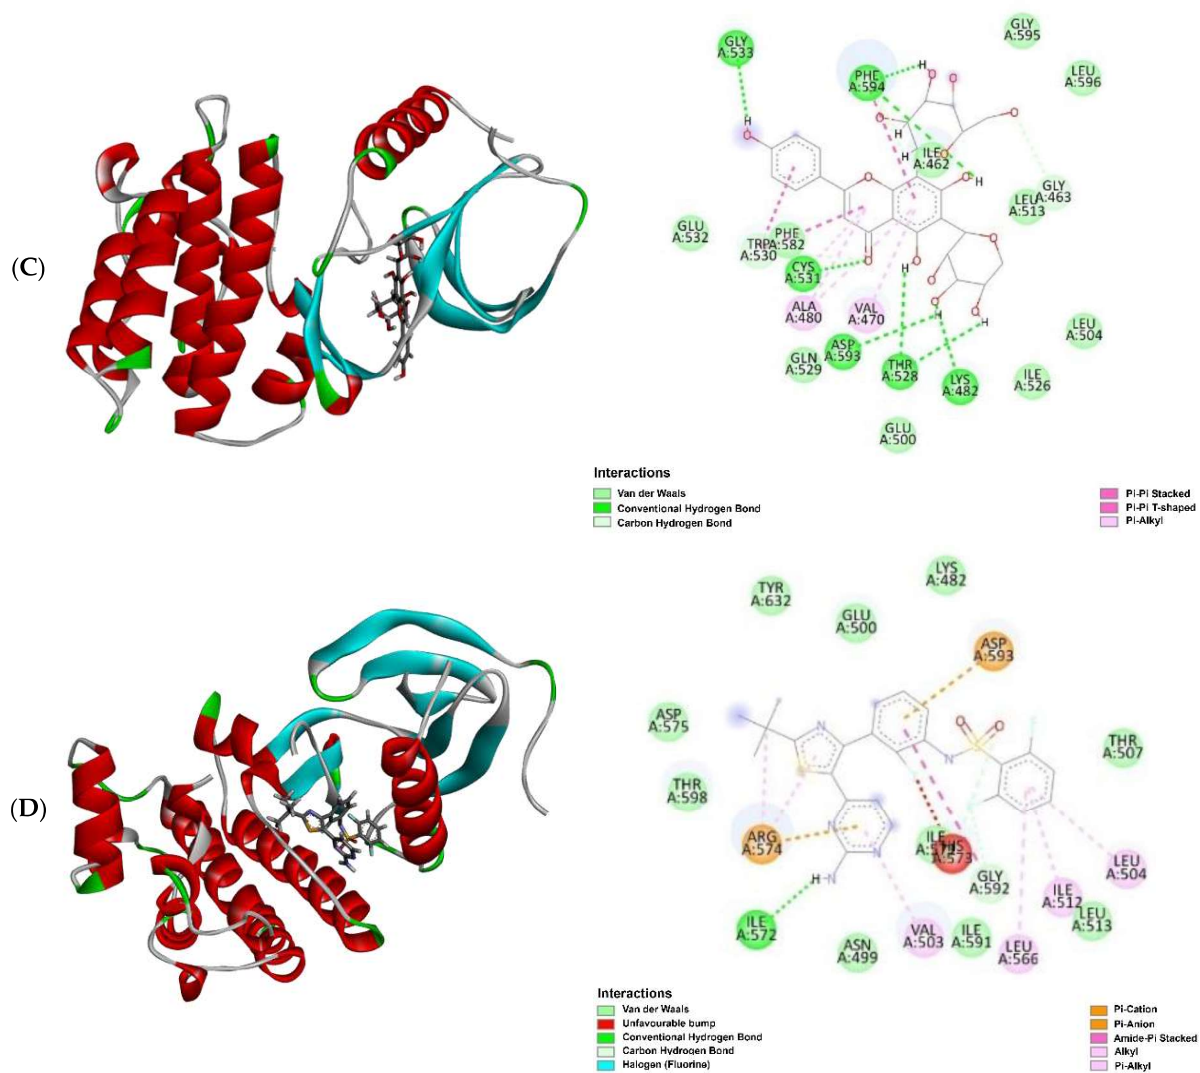 (C)
GLY
A:533
PHE
A:594
GLY
A:595
LEU
A:596
H
O
O
H
O
O
O
H
H
O
ILE
A:462
O
O
H
LEU
A:513
GLY
A:463
GLU
A:532
TRP
A:530
PHE
A:582
CYS
A:531
O
O
H
O
O
O
H
O
H
ALA
A:480
VAL
A:470
ASP
A:593
THR
A:528
LYS
A:482
GLN
A:529
LEU
A:504
ILE
A:526
GLU
A:500
Interactions
Van der Waals
Conventional Hydrogen Bond
Carbon Hydrogen Bond
Pi-Pi Stacked
Pi-Pi T-shaped
Pi-Alkyl
(D)
TYR
A:632
GLU
A:500
LYS
A:482
ASP
A:593
ASP
A:575
THR
A:598
THR
A:507
N
S
N
O
O
S
N
N
H
N
ARG
A:574
ILE
A:573
GLY
A:592
LEU
A:504
ILE
A:512
LEU
A:513
ILE
A:572
ASN
A:499
VAL
A:503
ILE
A:591
LEU
A:566
Interactions
Van der Waals
Unfavourable bump
Conventional Hydrogen Bond
Carbon Hydrogen Bond
Halogen (Fluorine)
Pi-Cation
Pi-Anion
Amide-Pi Stacked
Alkyl
Pi-Alkyl